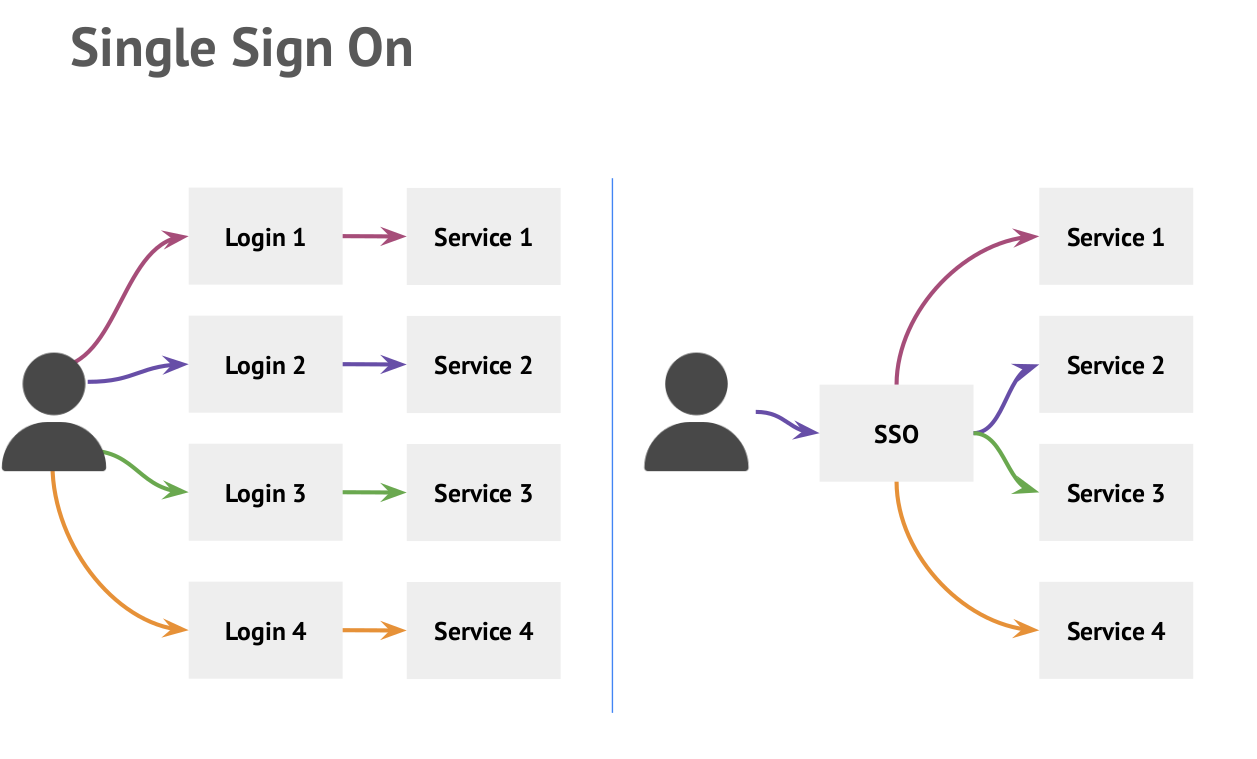 Single Sign On
Login 1
Service 1
Login 2
Service 2
Login 3
Service 3
Login 4
Service 4
SSO
Service 1
Service 2
Service 3
Service 4